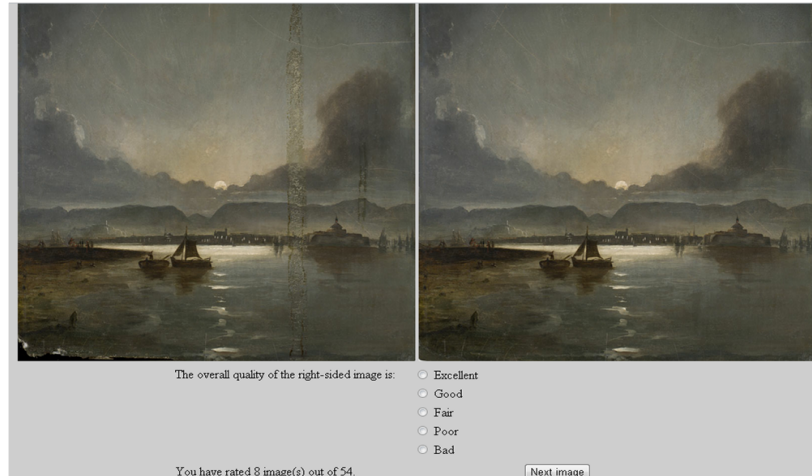 The overall quality of the right-sided image is:
Excellent
Good
Fair
Poor
Bad
You have rated 8 image(s) out of 54.
Next image